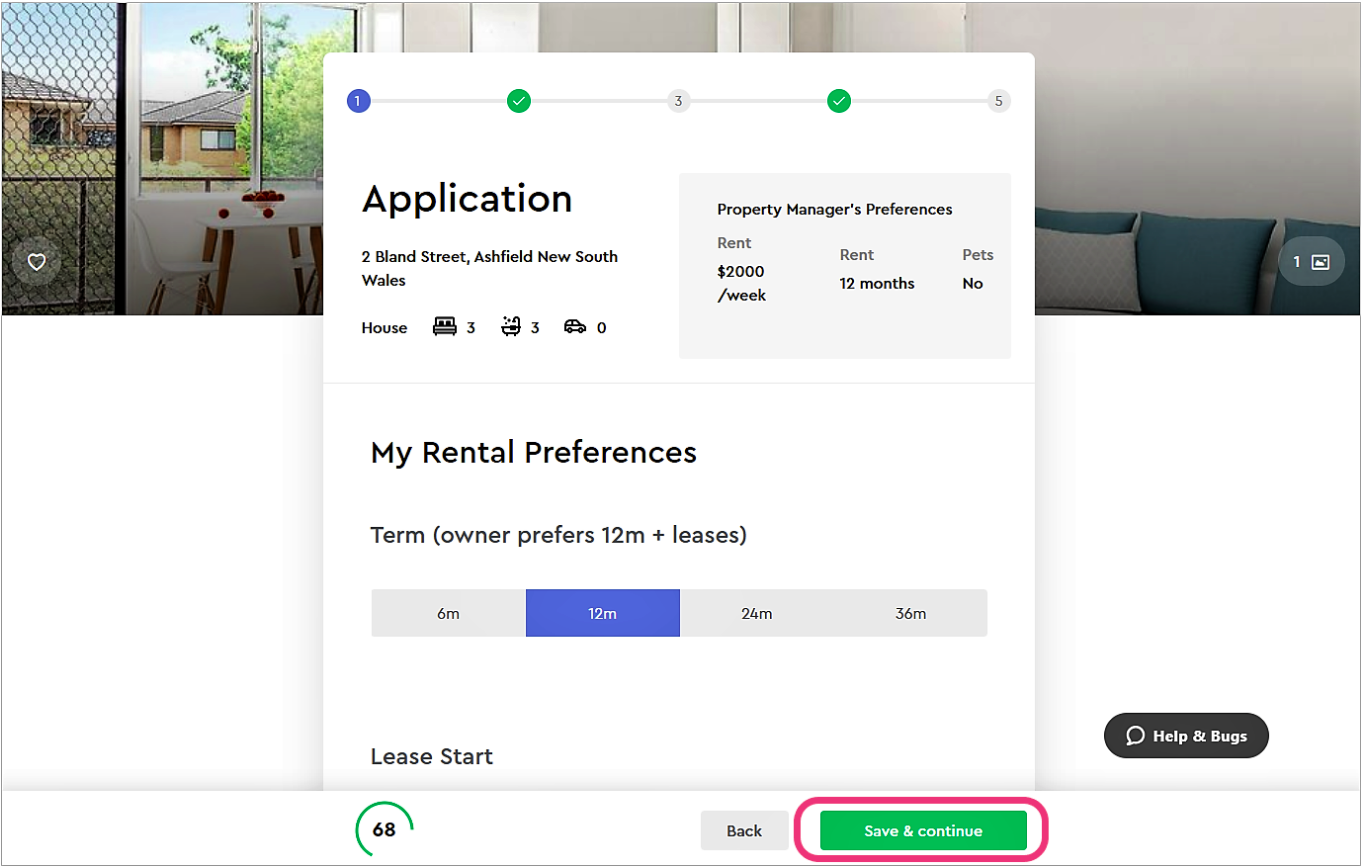 1
3
5
Application
2 Bland Street, Ashfield New South
Wales
House 3 3 0
Property Manager's Preferences
Rent
$2000
/week
Rent
12 months
Pets
No
1
My Rental Preferences
Term (owner prefers 12m + leases)
6m 12m 24m 36m
Lease Start
Help & Bugs
68
Back
Save & continue